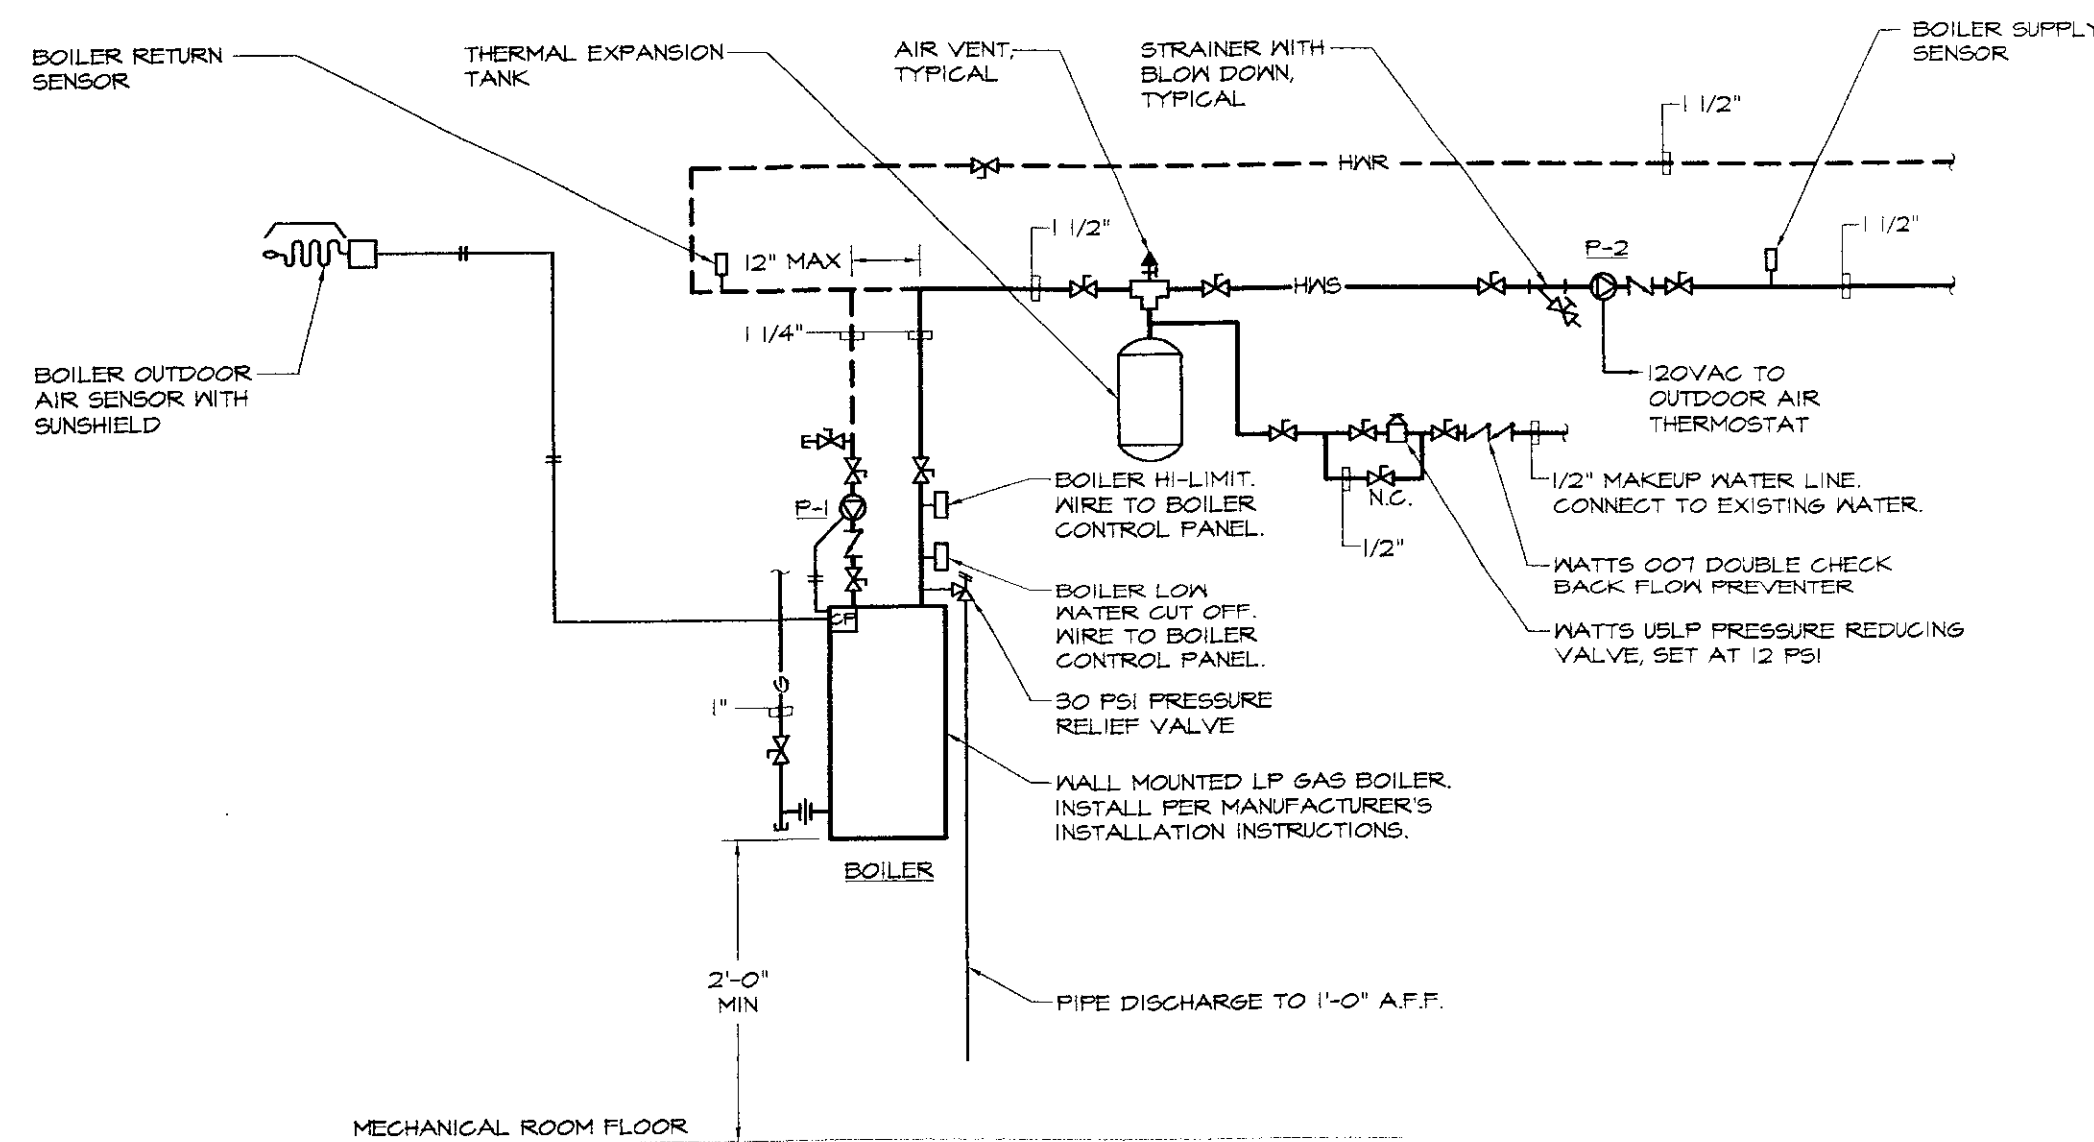 BOILER RETURN
SENSOR
THERMAL EXPANSION
TANK
AIR VENT,
TYPICAL
STRAINER WITH
BLOW DOWN,
TYPICAL
BOILER SUPPLY
SENSOR
1 1/2"
HWR
1 1/2"
P-2
1 1/2"
12" MAX
HWS
1 1/4"
BOILER OUTDOOR
AIR SENSOR WITH
SUNSHIELD
120VAC TO
OUTDOOR AIR
THERMOSTAT
BOILER HI-LIMIT.
WIRE TO BOILER
CONTROL PANEL.
N.C.
1/2" MAKEUP WATER LINE.
CONNECT TO EXISTING WATER.
P-1
1/2"
WATTS 007 DOUBLE CHECK
BACK FLOW PREVENTER
BOILER LOW
WATER CUT OFF.
WIRE TO BOILER
CONTROL PANEL.
CP
WATTS U5LP PRESSURE REDUCING
VALVE, SET AT 12 PSI
G
1"
30 PSI PRESSURE
RELIEF VALVE
WALL MOUNTED LP GAS BOILER.
INSTALL PER MANUFACTURER'S
INSTALLATION INSTRUCTIONS.
BOILER
2'-0"
MIN
PIPE DISCHARGE TO 1'-0" A.F.F.
MECHANICAL ROOM FLOOR